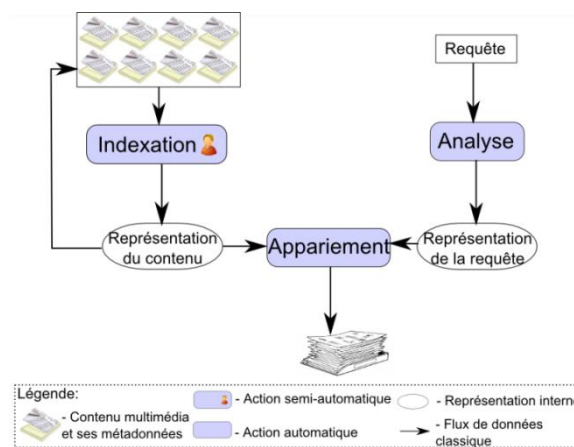 Requête
Indexation
Analyse
Représentation
du contenu
Appariement
Représentation
de la requête
Légende:
- Contenu multimédia
et ses métadonnées
- Action semi-automatique
- Action automatique
- Représentation interne
- Flux de données
classique